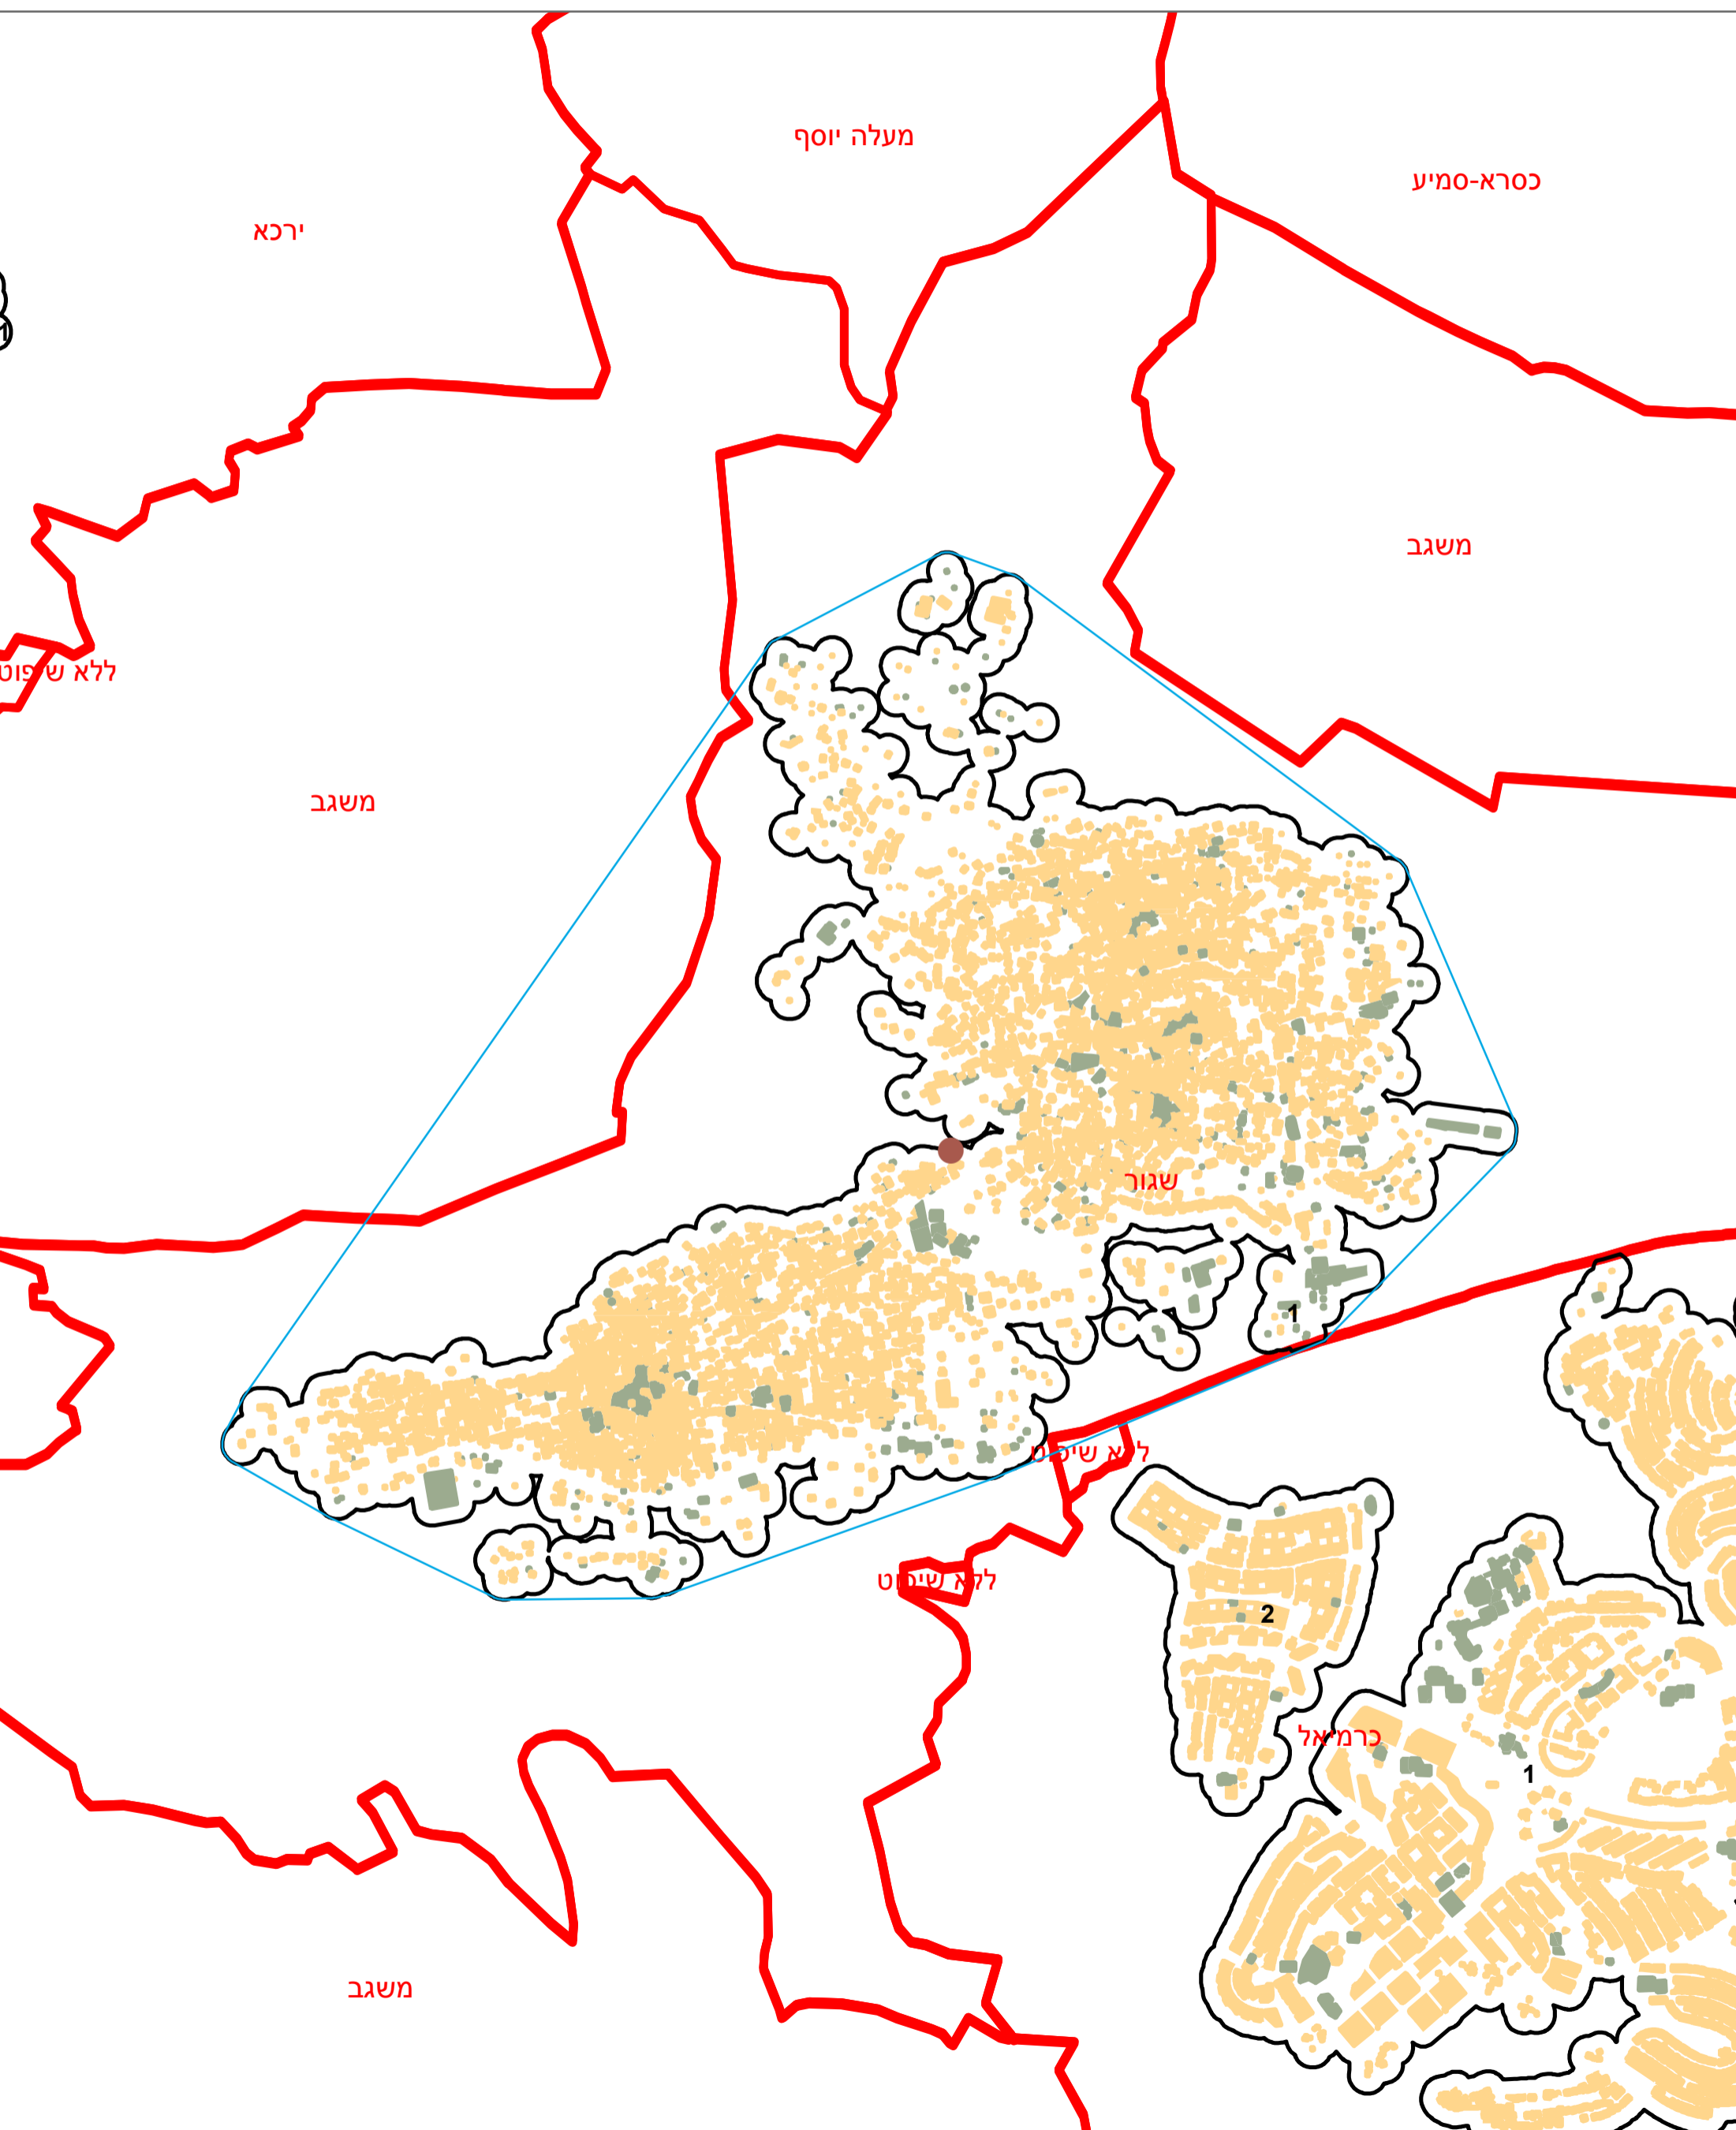 מעלה יוסף
כסרא-סמיע
ירכא
1
משגב
ללא שיפוט
משגב
שגור
1
ללא שיפוט
ללא שיפוט
2
כרמיאל
1
משגב